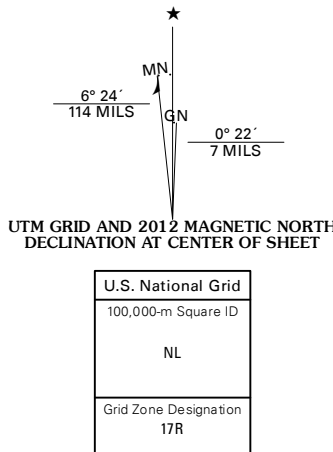 ★
MN.
GN
6° 24´
114 MILS
0° 22´
7 MILS
UTM GRID AND 2012 MAGNETIC NORTH
DECLINATION AT CENTER OF SHEET
U.S. National Grid
100,000-m Square ID
NL
Grid Zone Designation
17R